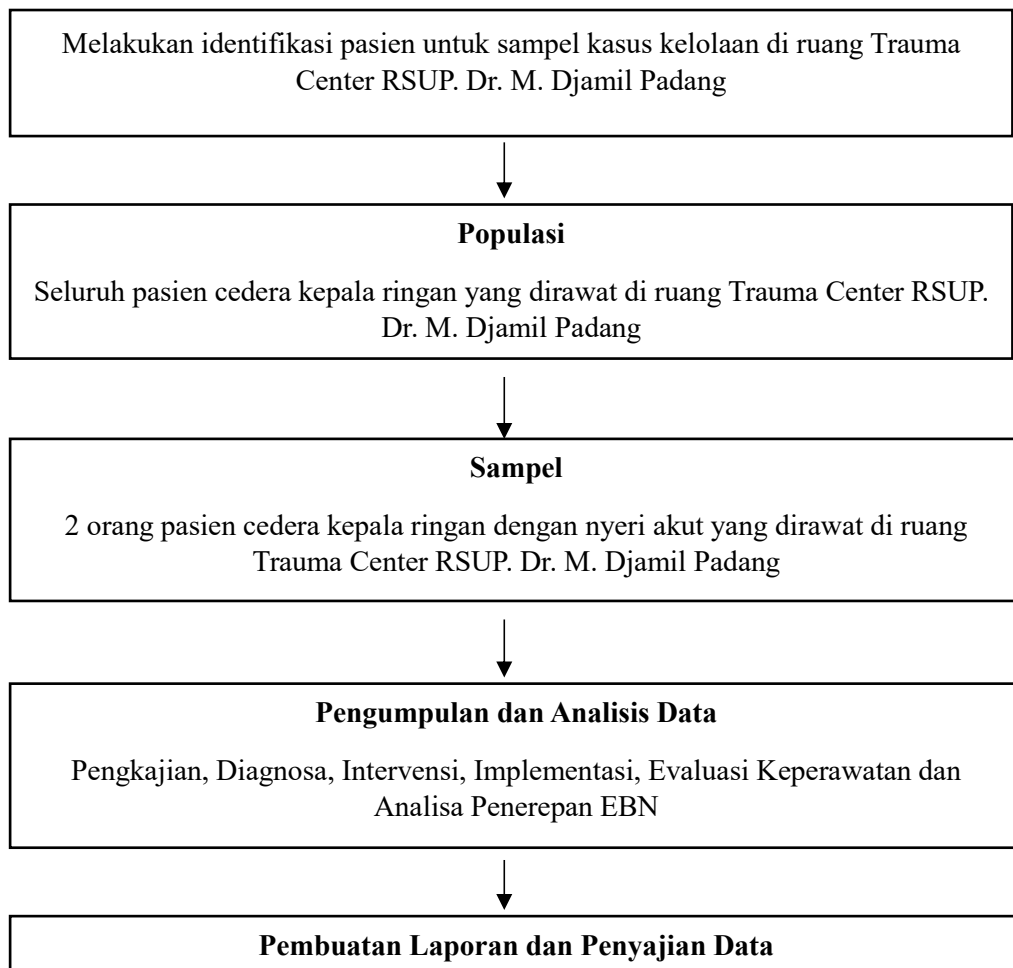 Melakukan identifikasi pasien untuk sampel kasus kelolaan di ruang Trauma
Center RSUP. Dr. M. Djamil Padang
Populasi
Seluruh pasien cedera kepala ringan yang dirawat di ruang Trauma Center RSUP.
Dr. M. Djamil Padang
Sampel
2 orang pasien cedera kepala ringan dengan nyeri akut yang dirawat di ruang
Trauma Center RSUP. Dr. M. Djamil Padang
Pengumpulan dan Analisis Data
Pengkajian, Diagnosa, Intervensi, Implementasi, Evaluasi Keperawatan dan
Analisa Penerepan EBN
Pembuatan Laporan dan Penyajian Data